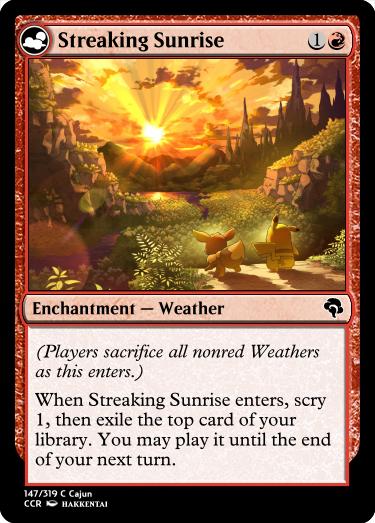 Streaking Sunrise 1
Enchantment — Weather
(Players sacrifice all nonred Weathers
as this enters.)
When Streaking Sunrise enters, scry
1, then exile the top card of your
library. You may play it until the end
of your next turn.
147/319 C Cajun
CCR HAKKENTAI